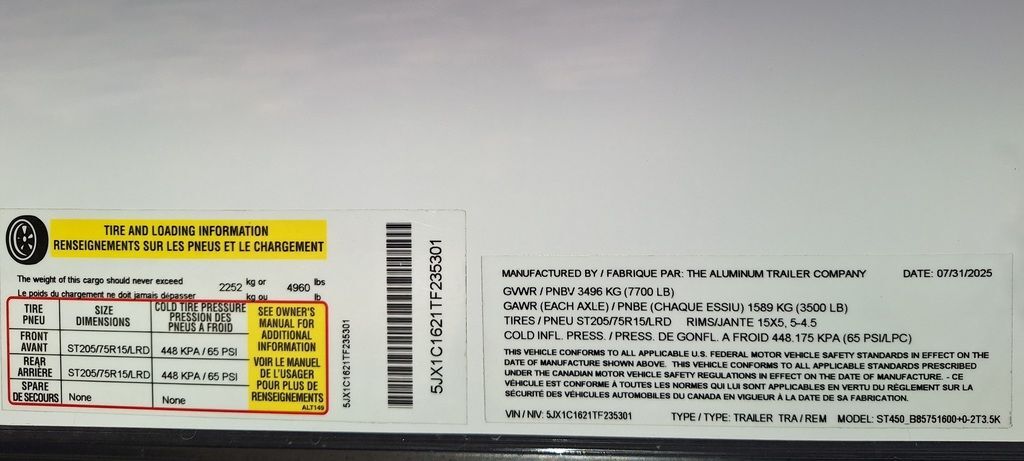 TIRE AND LOADING INFORMATION
RENSEIGNEMENTS SUR LES PNEUS ET LE CHARGEMENT
The weight of this cargo should never exceed 2252 kg or 4960 lbs
Le poids du chargement ne doit jamais dépasser kg ou lb
TIRE PNEU
SIZE DIMENSIONS
COLD TIRE PRESSURE PRESSION DES PNEUS A FROID
FRONT AVANT
ST205/75R15/LRD
448 KPA / 65 PSI
REAR ARRIÈRE
ST205/75R15/LRD
448 KPA / 65 PSI
SPARE DE SECOURS
None
None
SEE OWNER'S
MANUAL FOR
ADDITIONAL
INFORMATION
VOIR LE MANUEL
DE L'USAGER
POUR PLUS DE
RENSEIGNEMENTS
ALT149
5JX1C1621TF235301
5JX1C1621TF235301
MANUFACTURED BY / FABRIQUE PAR: THE ALUMINUM TRAILER COMPANY DATE: 07/31/2025
GVWR / PNBV 3496 KG (7700 LB)
GAWR (EACH AXLE) / PNBE (CHAQUE ESSIU) 1589 KG (3500 LB)
TIRES / PNEU ST205/75R15/LRD RIMS/JANTE 15X5, 5-4.5
COLD INFL. PRESS. / PRESS. DE GONFL. A FROID 448.175 KPA (65 PSI/LPC)
THIS VEHICLE CONFORMS TO ALL APPLICABLE U.S. FEDERAL MOTOR VEHICLE SAFETY STANDARDS IN EFFECT ON THE
DATE OF MANUFACTURE SHOWN ABOVE. THIS VEHICLE CONFORMS TO ALL APPLICABLE STANDARDS PRESCRIBED
UNDER THE CANADIAN MOTOR VEHICLE SAFETY REGULATIONS IN EFFECT ON THE DATE OF MANUFACTURE. - CE
VÉHICULE EST CONFORME À TOUTES LES NORMES QUI LUI SONT APPLICABLES EN VERTU DU RÉGLEMENT SUR LA
SÉCURITÉ DES VÉHICULES AUTOMOBILES DU CANADA EN VIGUEUR À LA DATE DE SA FABRICATION.
VIN / NIV: 5JX1C1621TF235301 TYPE / TYPE: TRAILER TRA / REM MODEL: ST450_B85751600+0-2T3.5K